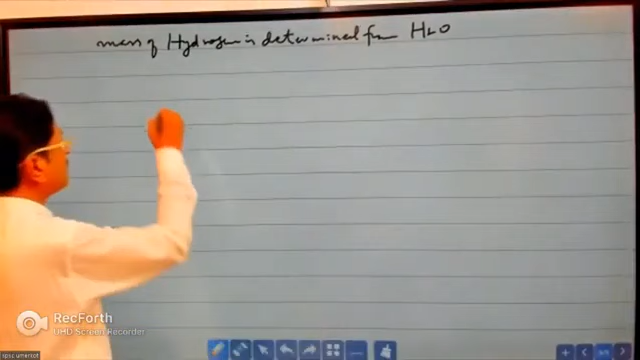 mass of Hydrogen is determined from H2O
RecForth
UHD Screen Recorder